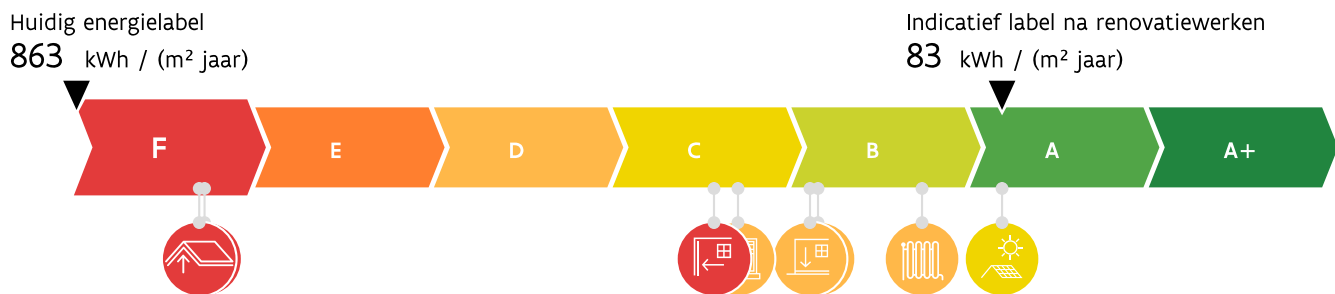 Huidig energielabel
863 kWh / (m² jaar)
Indicatief label na renovatiewerken
83 kWh / (m² jaar)
F
E
D
C
B
A
A+